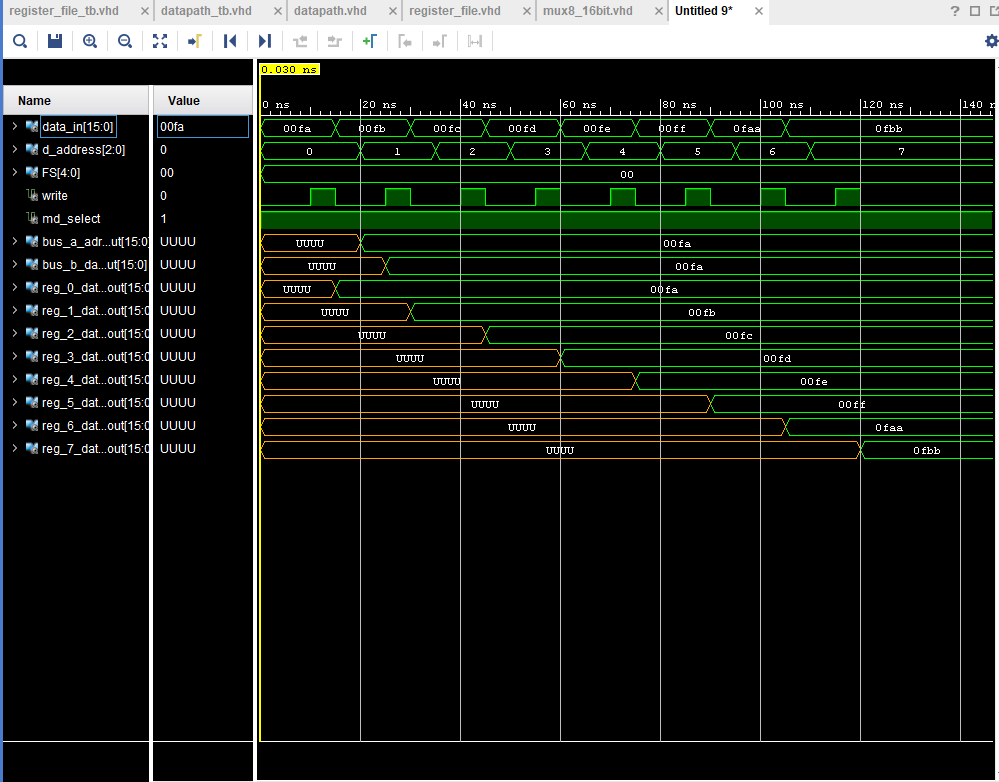 register_file_tb.vhd × datapath_tb.vhd × datapath.vhd × register_file.vhd × mux8_16bit.vhd × Untitled 9* × ?
0.030 ns
Name Value 0 ns 20 ns 40 ns 60 ns 80 ns 100 ns 120 ns 140
data_in[15:0] 00fa 00fa 00fb 00fc 00fd 00fe 00ff 0faa 0fbb
d_address[2:0] 0 0 1 2 3 4 5 6 7
FS[4:0] 00 00
write 0
md_select 1
bus_a_adr...ut[15:0] UUUU UUUU 00fa
bus_b_da...ut[15:0] UUUU UUUU 00fa
reg_0_dat...out[15:0 UUUU UUUU 00fa
reg_1_dat...out[15:0 UUUU UUUU 00fb
reg_2_dat...out[15:0 UUUU UUUU 00fc
reg_3_dat...out[15:0 UUUU UUUU 00fd
reg_4_dat...out[15:0 UUUU UUUU 00fe
reg_5_dat...out[15:0 UUUU UUUU 00ff
reg_6_dat...out[15:0 UUUU UUUU 0faa
reg_7_dat...out[15:0 UUUU UUUU 0fbb